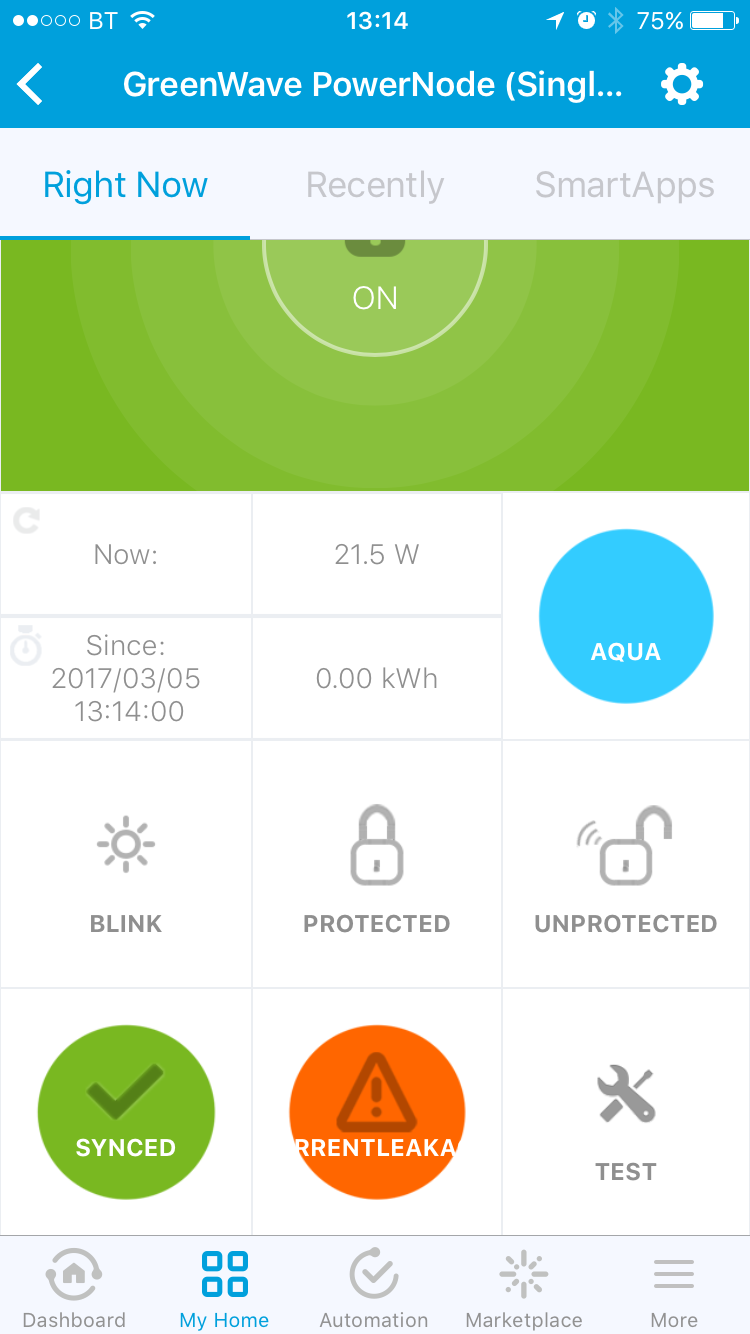 BT 13:14 75%
GreenWave PowerNode (Singl...
Right Now Recently SmartApps
ON
Now: 21.5 W
AQUA
Since:
2017/03/05
13:14:00
0.00 kWh
BLINK PROTECTED UNPROTECTED
SYNCED RRENTLEAKA
TEST
Dashboard My Home Automation Marketplace More